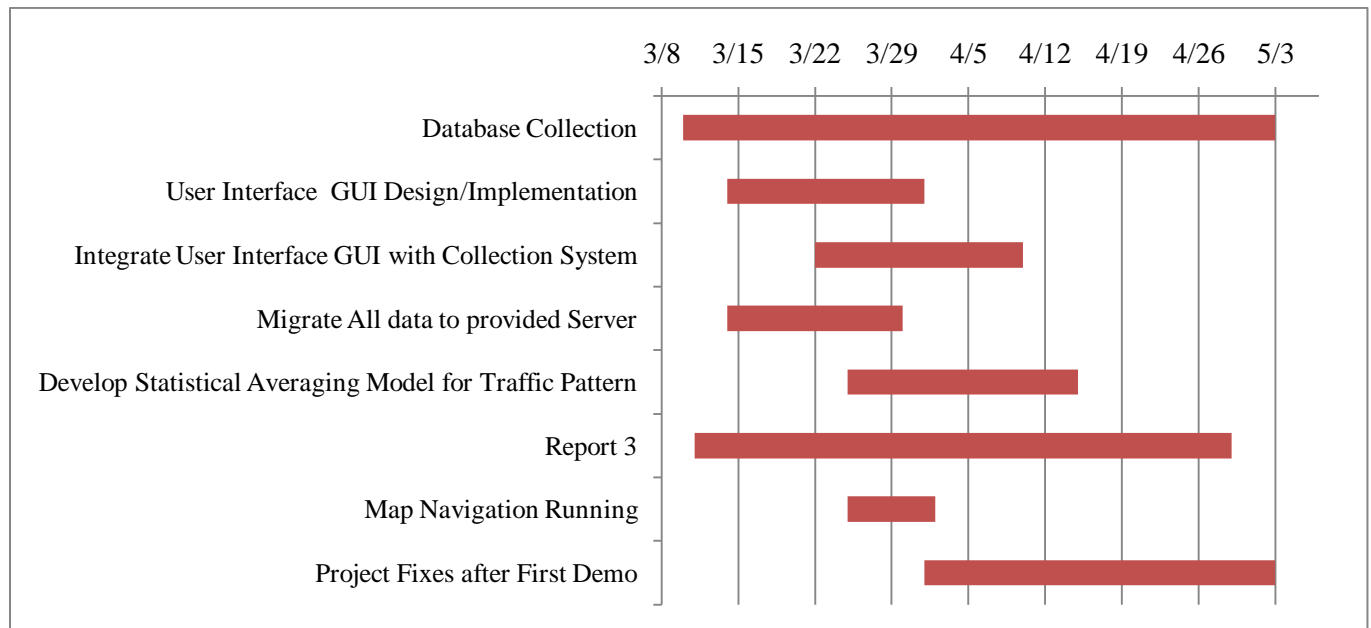 3/8 3/15 3/22 3/29 4/5 4/12 4/19 4/26 5/3
Database Collection
User Interface GUI Design/Implementation
Integrate User Interface GUI with Collection System
Migrate All data to provided Server
Develop Statistical Averaging Model for Traffic Pattern
Report 3
Map Navigation Running
Project Fixes after First Demo